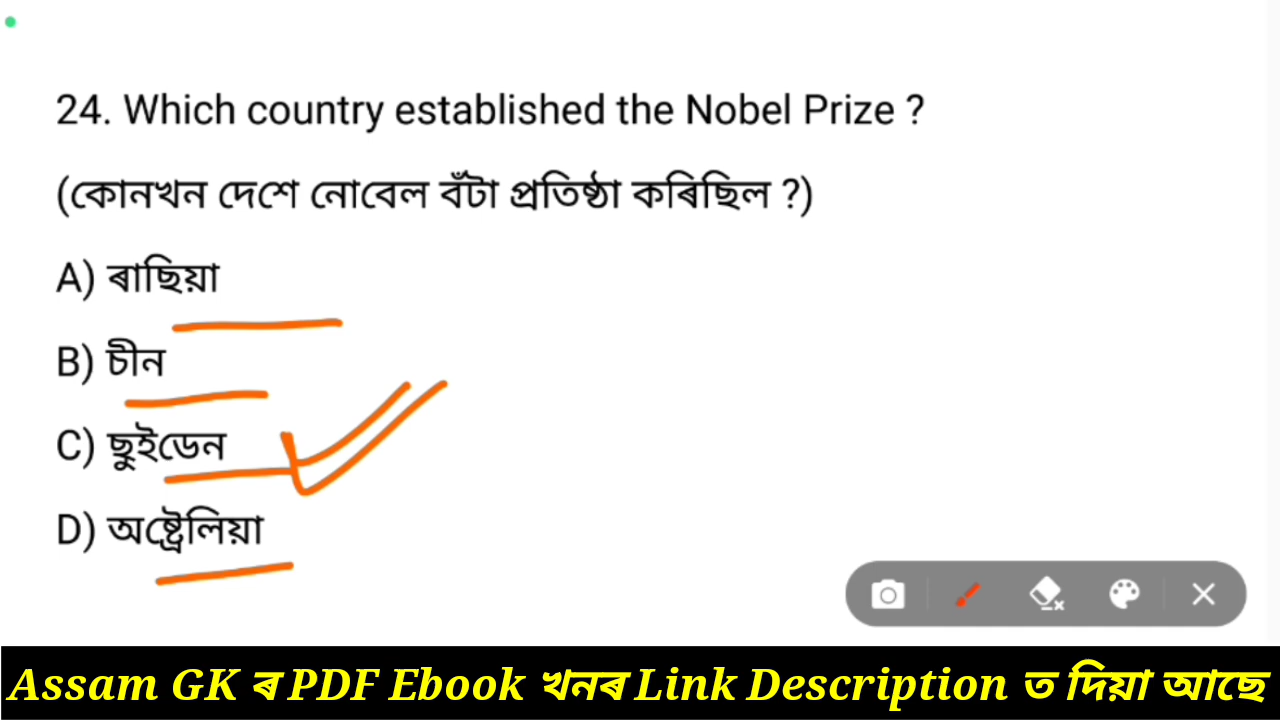 24. Which country established the Nobel Prize ?
(কোনখন দেশে নোবেল বঁটা প্ৰতিষ্ঠা কৰিছিল ?)
A) ৰাছিয়া
B) চীন
C) ছুইডেন
D) অষ্ট্ৰেলিয়া
Assam GK ৰ PDF Ebook খনৰ Link Description ত দিয়া আছে